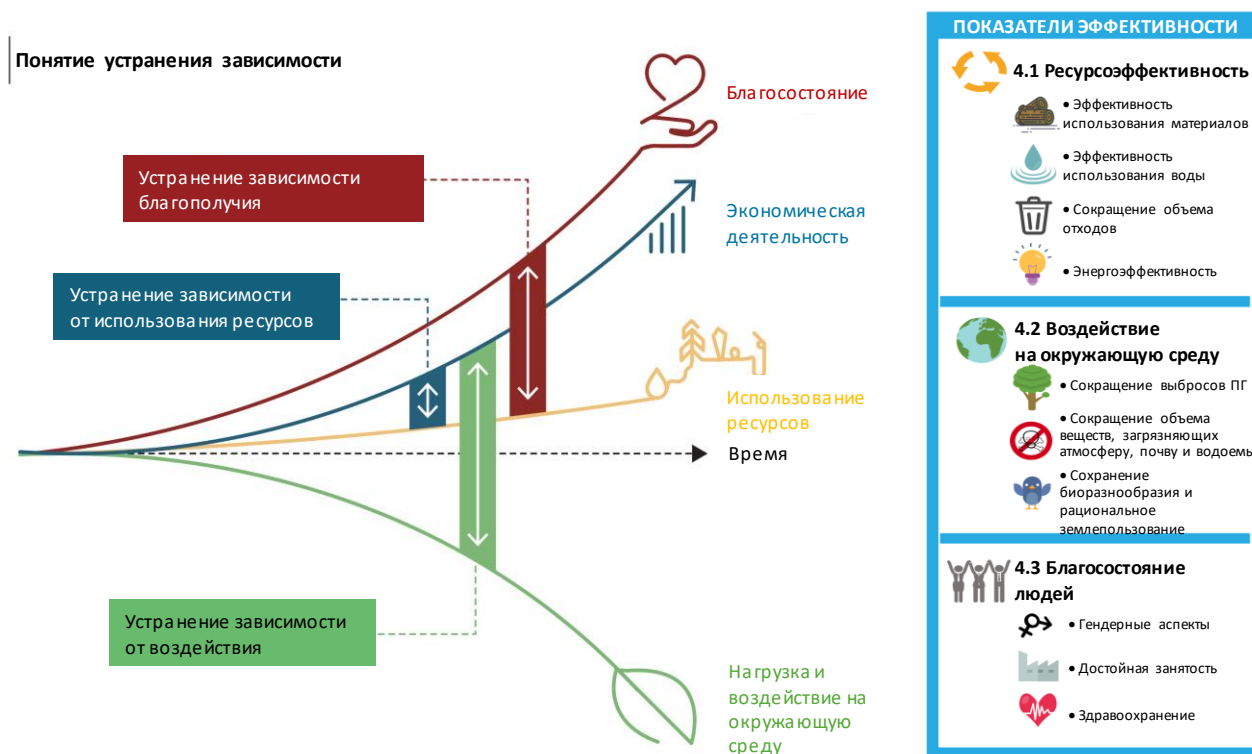 Понятие устранения зависимости
Благосостояние
Устранение зависимости
благополучия
Экономическая
деятельность
Устранение зависимости
от использования ресурсов
Использование
ресурсов
Время
Устранение зависимости
от воздействия
Нагрузка и
воздействие на
окружающую
среду
ПОКАЗАТЕЛИ ЭФФЕКТИВНОСТИ
4.1 Ресурсоэффективность
• Эффективность
использования материалов
• Эффективность
использования воды
• Сокращение объема
отходов
• Энергоэффективность
4.2 Воздействие
на окружающую среду
• Сокращение выбросов ПГ
• Сокращение объема
веществ, загрязняющих
атмосферу, почву и водоемы
• Сохранение
биоразнообразия и
рациональное
землепользование
4.3 Благосостояние
людей
• Гендерные аспекты
• Достойная занятость
• Здравоохранение